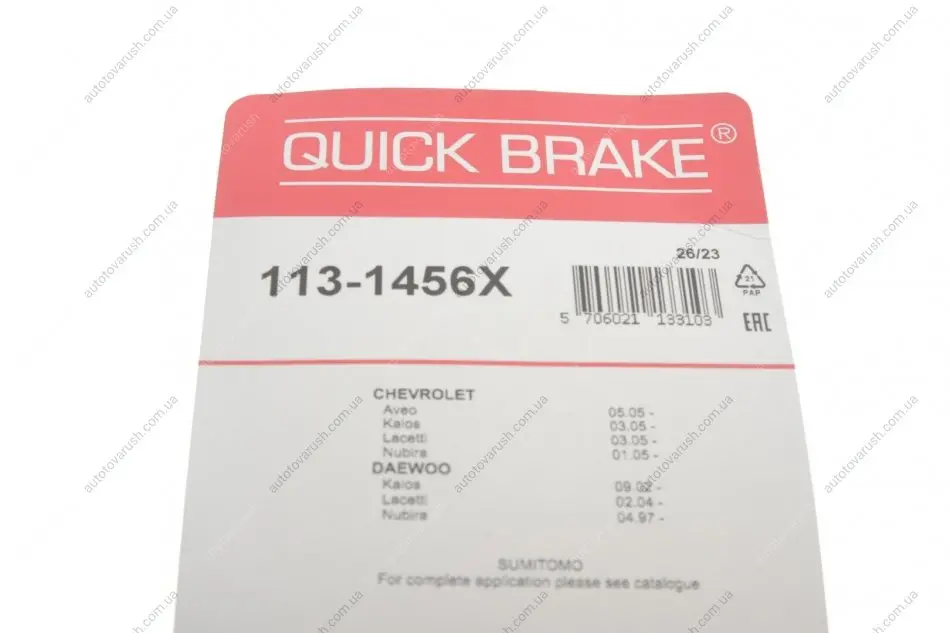 QUICK BRAKE®
26/23
113-1456X
5 706021 133103
21
PAP
EAC
CHEVROLET
Aveo 05.05 -
Kalos 03.05 -
Lacetti 03.05 -
Nubira 01.05 -
DAEWOO
Kalos 09.02 -
Lacetti 02.04 -
Nubira 04.97 -
SUMITOMO
For complete application please see catalogue
autotovarush.com.ua